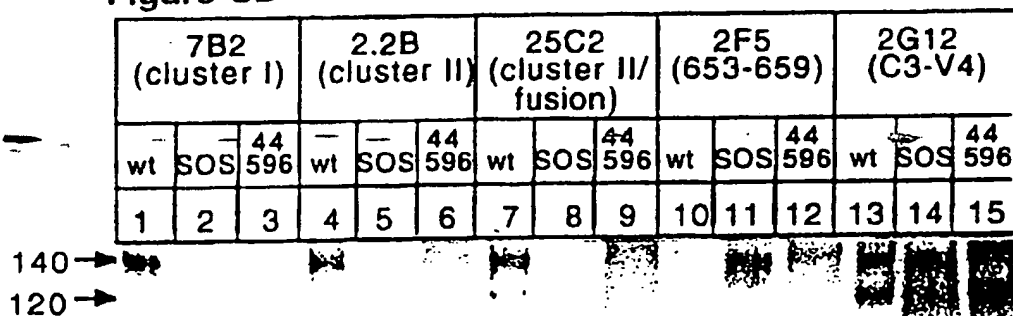 7B2 2.2B 25C2 2F5 2G12
(cluster I) (cluster II) (cluster II/ (653-659) (C3-V4)
fusion)
44 44 44 44 44
wt SOS 596 wt SOS 596 wt SOS 596 wt SOS 596 wt SOS 596
1 2 3 4 5 6 7 8 9 10 11 12 13 14 15
140
120